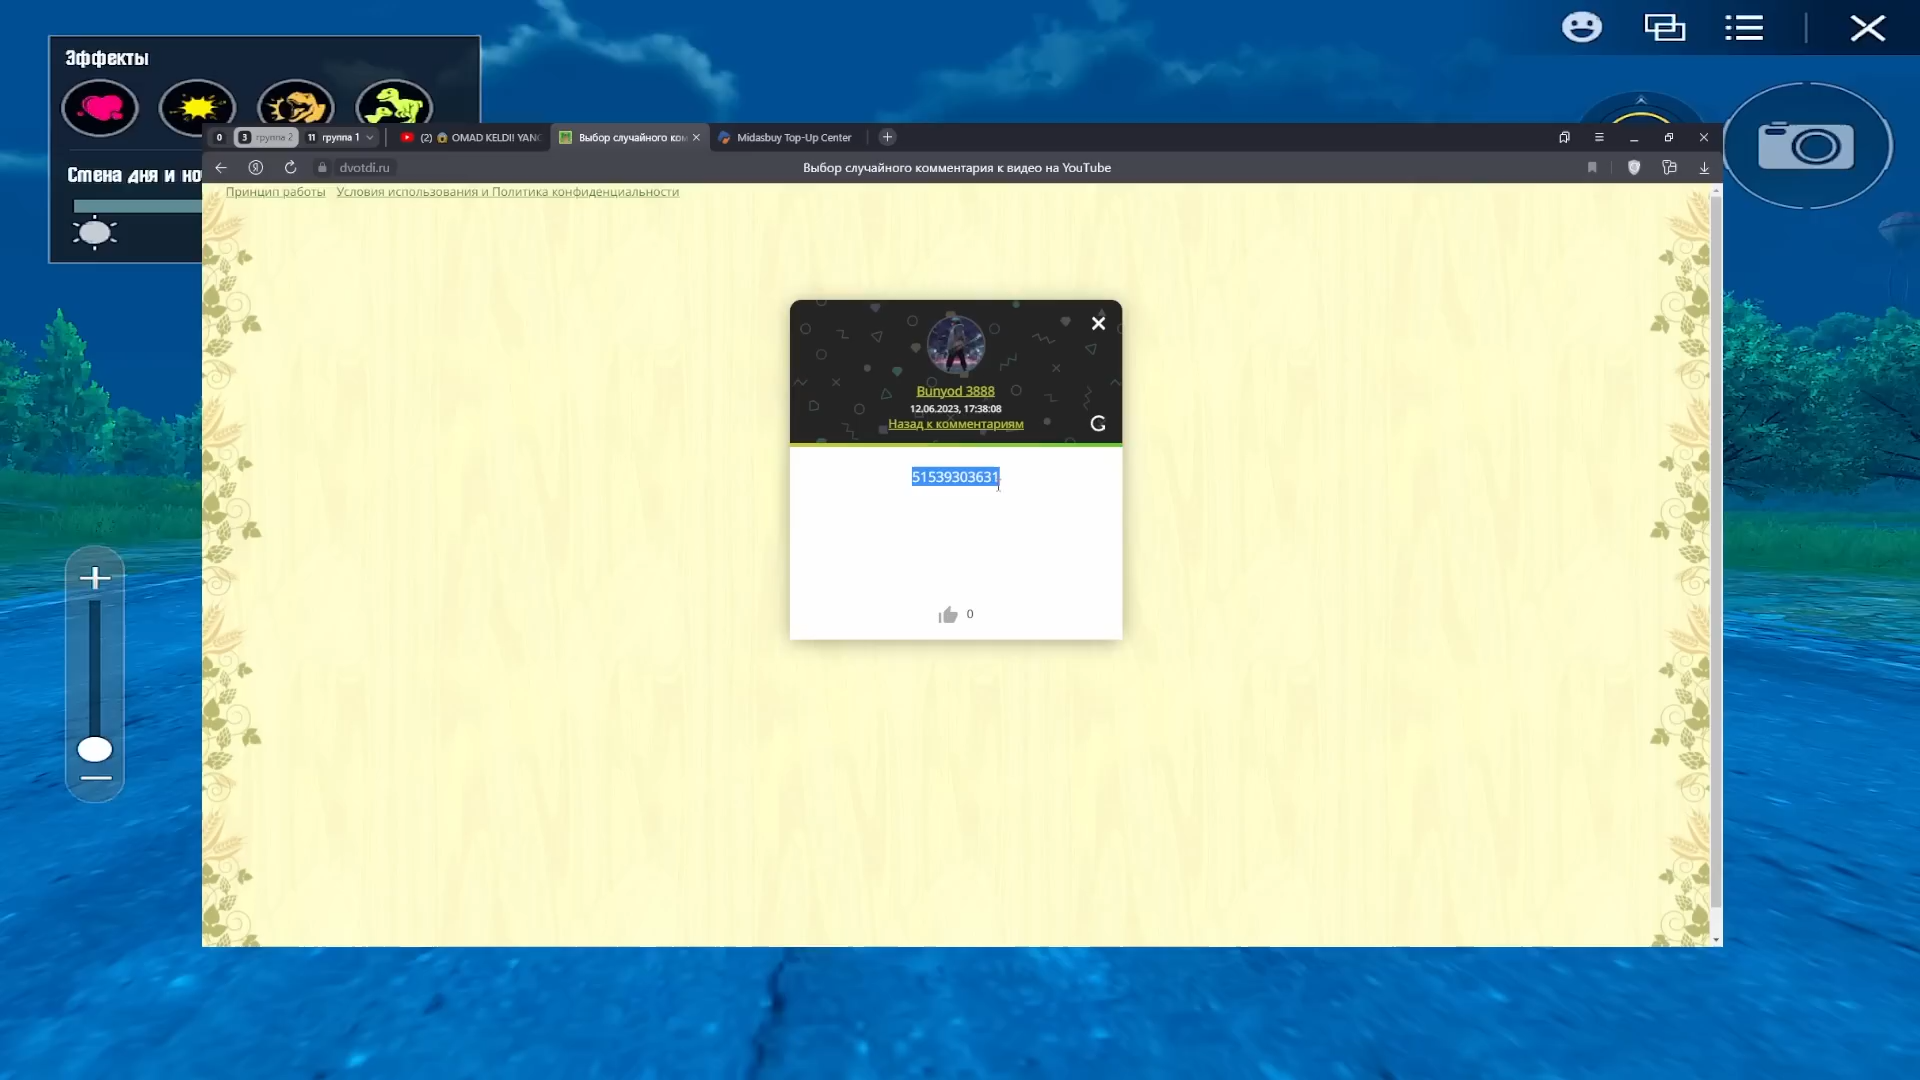 Эффекты
Смена дня и но
0
3 группа 2
11 группа 1
(2) 😱 OMAD KELDI! YANG
Выбор случайного ком
Midasbuy Top-Up Center
dvotdi.ru
Выбор случайного комментария к видео на YouTube
Принцип работы Условия использования и Политика конфиденциальности
Bunyod 3888
12.06.2023, 17:38:08
Назад к комментариям
51539303631
0